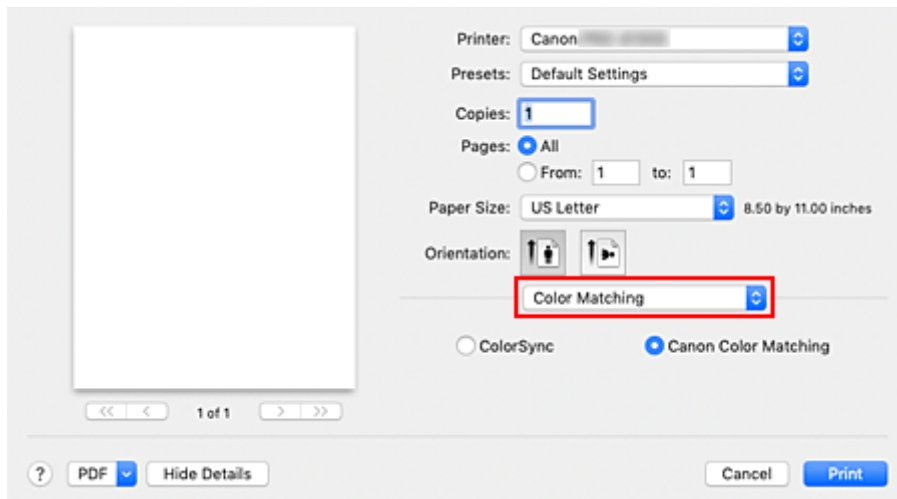 Printer: Canon
Presets: Default Settings
Copies: 1
Pages: All
From: 1 to: 1
Paper Size: US Letter 8.50 by 11.00 inches
Orientation:
Color Matching
ColorSync Canon Color Matching
<< < 1 of 1 > >>
? PDF Hide Details Cancel Print